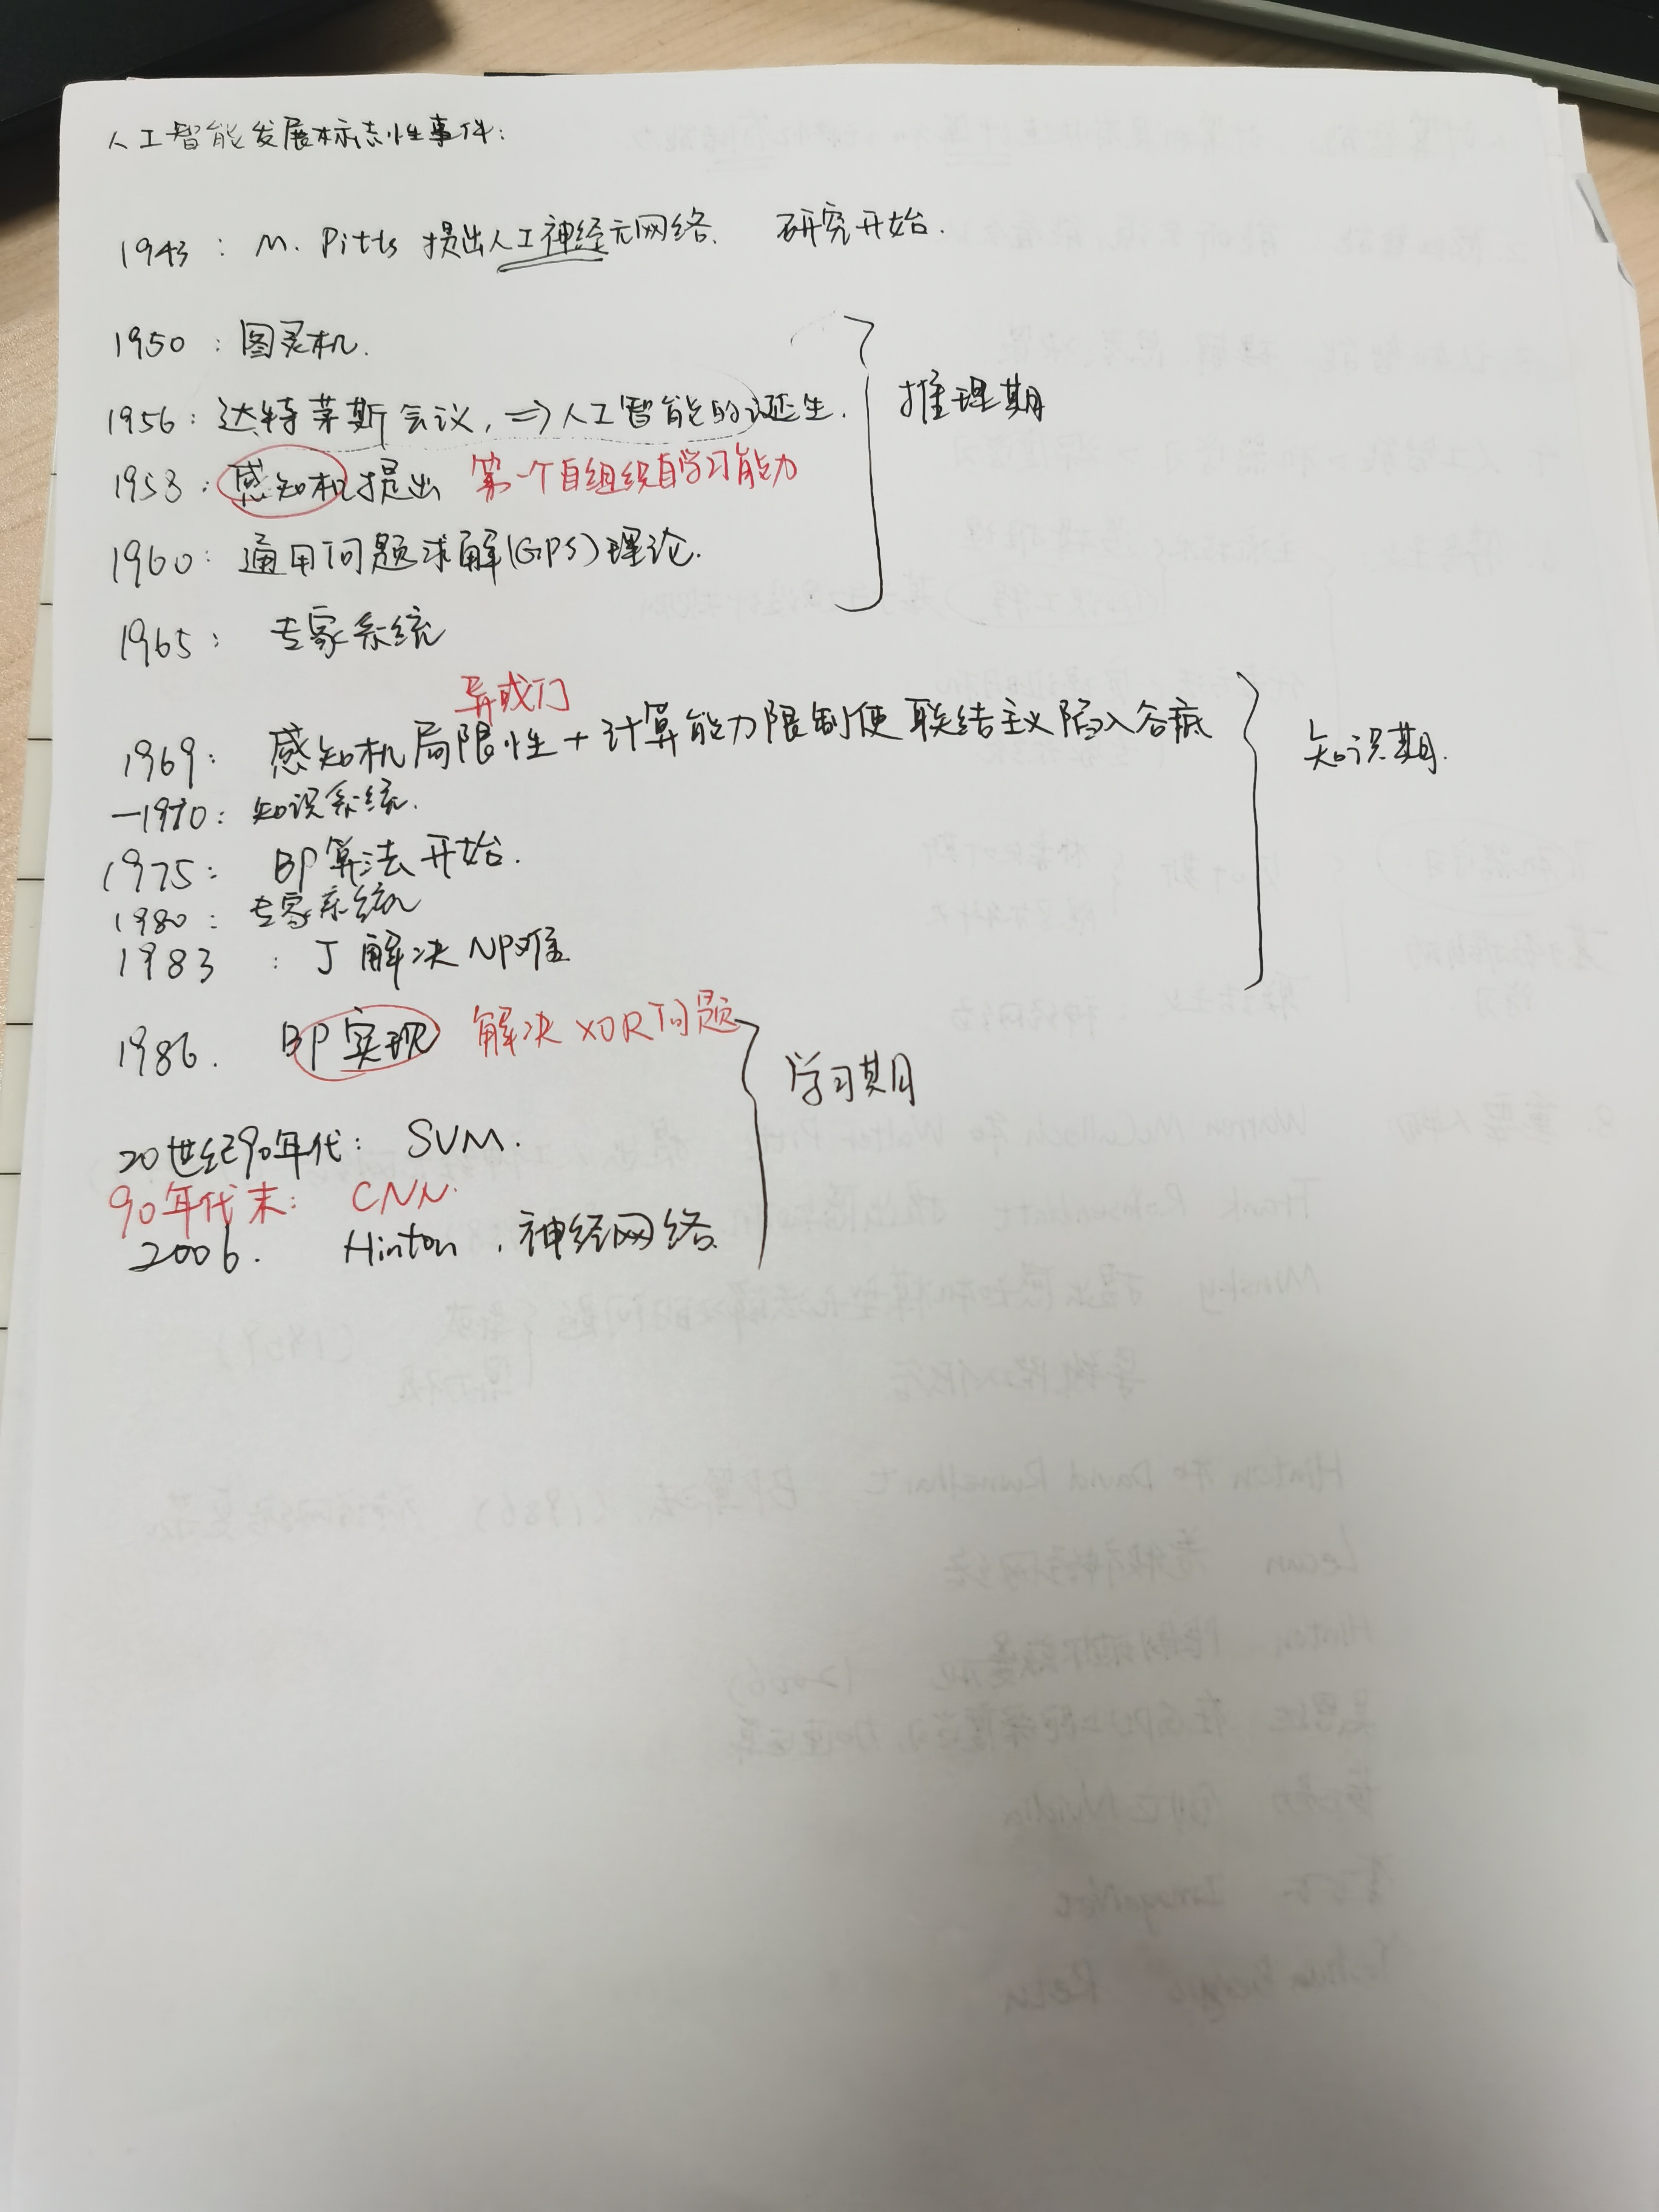 人工智能发展标志性事件:
1943 : M. Pitts 提出人工神经元网络. 研究开始.
1950 : 图灵机.
1956 : 达特茅斯会议, ⇒ 人工智能的诞生.
推理期
1958 : 感知机提出 第一个自组织自学习能力
1960 : 通用问题求解(GPS)理论.
1965 : 专家系统
异或门
1969 : 感知机局限性 + 计算能力限制使联结主义陷入谷底
知识期.
—1970 : 知识系统.
1975 : BP算法开始.
1980 : 专家系统
1983 : J 解决 NP难
1986. BP实现 解决 XOR问题
学习期
20世纪90年代: SVM.
90年代末: CNN.
2006. Hinton , 神经网络.